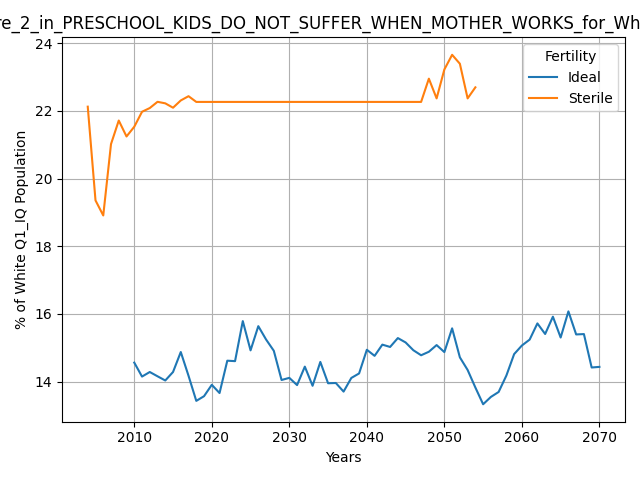 re_2_in_PRESCHOOL_KIDS_DO_NOT_SUFFER_WHEN_MOTHER_WORKS_for_Wh
Fertility
Ideal
Sterile
% of White Q1_IQ Population
24
22
20
18
16
14
2010 2020 2030 2040 2050 2060 2070
Years